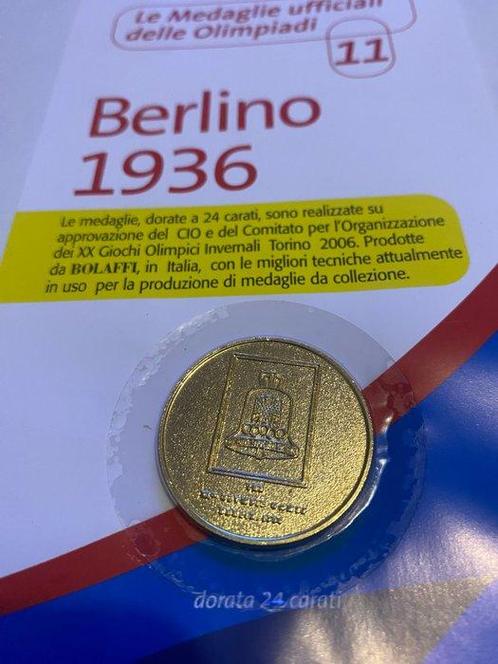 Le Medaglie ufficiali
delle Olimpiadi
11
Berlino
1936
Le medaglie, dorate a 24 carati, sono realizzate su
approvazione del CIO e del Comitato per l'Organizzazione
dei XX Giochi Olimpici Invernali Torino 2006. Prodotte
da BOLAFFI, in Italia, con le migliori tecniche attualmente
in uso per la produzione di medaglie da collezione.
dorata 24 carati